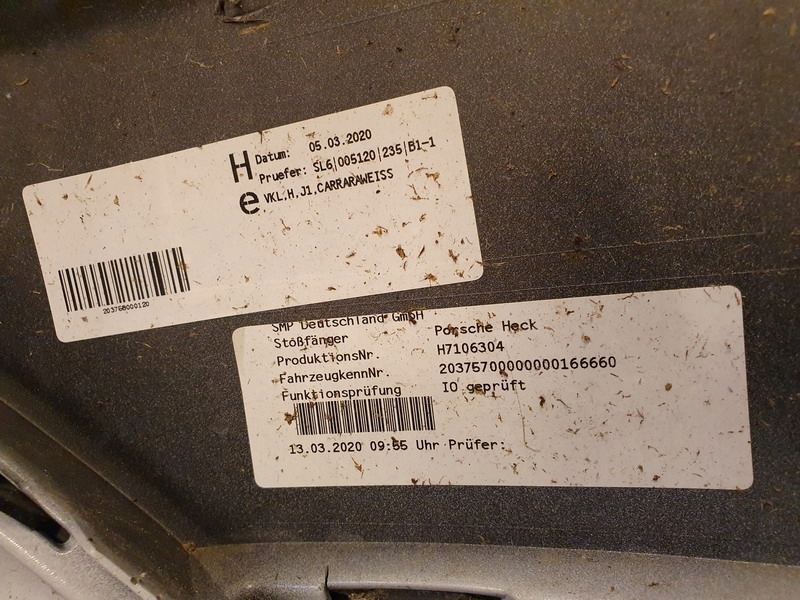 H
e
Datum: 05.03.2020
Pruefer: SL6|005120|235|B1-1
VKL,H,J1,CARRARAWEISS
203758000120
SMP Deutschland GmbH
Stoßfänger Porsche Heck
ProduktionsNr. H7106304
FahrzeugkennNr. 20375700000000166660
Funktionsprüfung IO geprüft
13.03.2020 09:55 Uhr Prüfer: